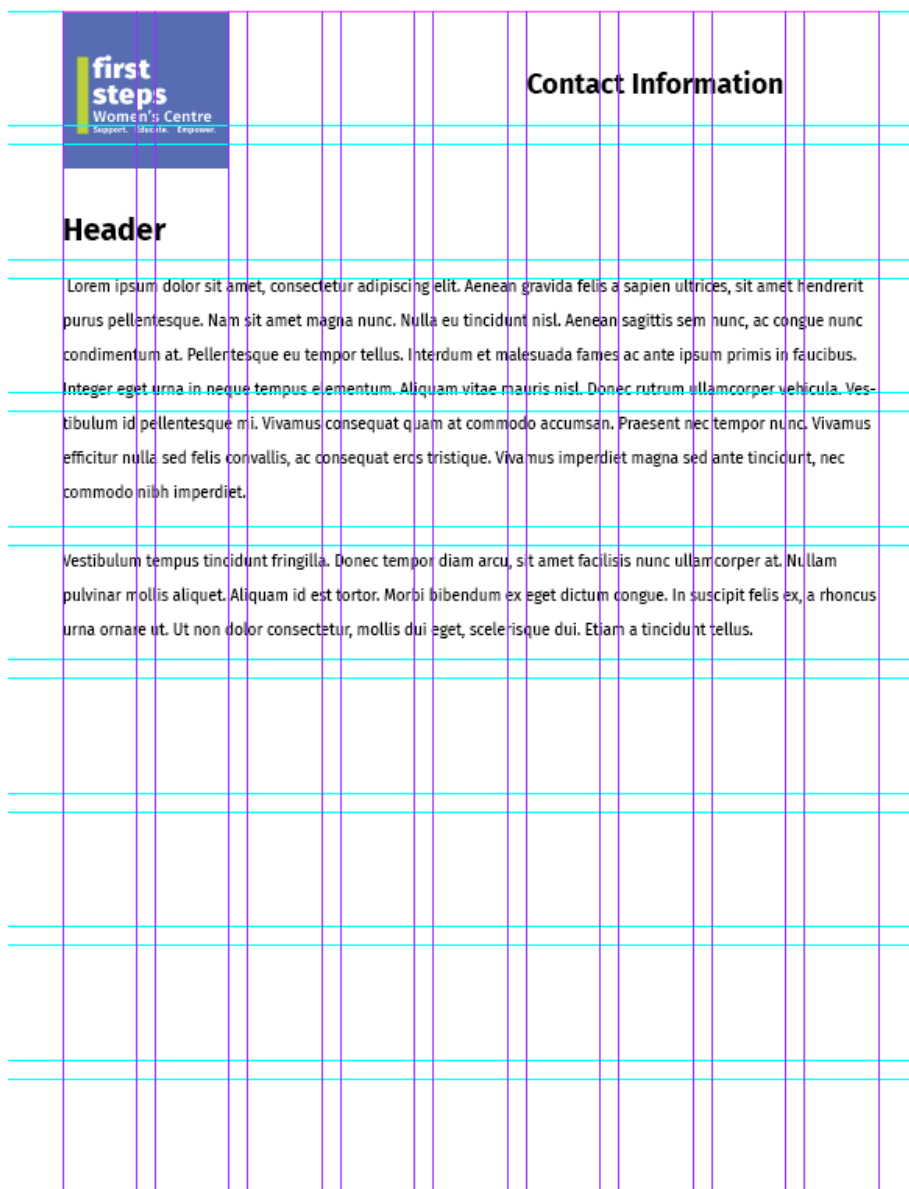 first
steps
Women's Centre
Support. Educate. Empower.
Contact Information
Header
Lorem ipsum dolor sit amet, consectetur adipiscing elit. Aenean gravida felis a sapien ultrices, sit amet hendrerit
purus pellentesque. Nam sit amet magna nunc. Nulla eu tincidunt nisl. Aenean sagittis sem nunc, ac congue nunc
condimentum at. Pellentesque eu tempor tellus. Interdum et malesuada fames ac ante ipsum primis in faucibus.
Integer eget urna in neque tempus elementum. Aliquam vitae mauris nisl. Donec rutrum ullamcorper vehicula. Ves-
tibulum id pellentesque mi. Vivamus consequat quam at commodo accumsan. Praesent nec tempor nunc. Vivamus
efficitur nulla sed felis convallis, ac consequat eros tristique. Vivamus imperdiet magna sed ante tincidunt, nec
commodo nibh imperdiet.
Vestibulum tempus tincidunt fringilla. Donec tempor diam arcu, sit amet facilisis nunc ullamcorper at. Nullam
pulvinar mollis aliquet. Aliquam id est tortor. Morbi bibendum ex eget dictum congue. In suscipit felis ex, a rhoncus
urna ornare ut. Ut non dolor consectetur, mollis dui eget, scelerisque dui. Etiam a tincidunt tellus.